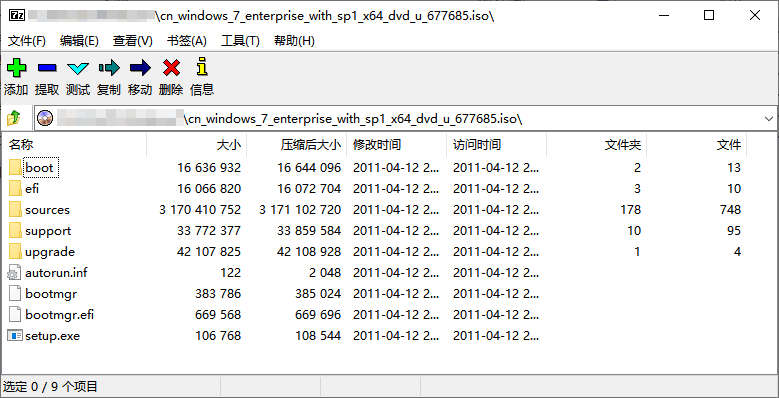 7z \cn_windows_7_enterprise_with_sp1_x64_dvd_u_677685.iso\
文件(F) 编辑(E) 查看(V) 书签(A) 工具(T) 帮助(H)
添加 提取 测试 复制 移动 删除 信息
\cn_windows_7_enterprise_with_sp1_x64_dvd_u_677685.iso\
名称 大小 压缩后大小 修改时间 访问时间 文件夹 文件
boot 16 636 932 16 644 096 2011-04-12 2... 2011-04-12 2... 2 13
efi 16 066 820 16 072 704 2011-04-12 2... 2011-04-12 2... 3 10
sources 3 170 410 752 3 171 102 720 2011-04-12 2... 2011-04-12 2... 178 748
support 33 772 377 33 859 584 2011-04-12 2... 2011-04-12 2... 10 95
upgrade 42 107 825 42 108 928 2011-04-12 2... 2011-04-12 2... 1 4
autorun.inf 122 2 048 2011-04-12 2... 2011-04-12 2...
bootmgr 383 786 385 024 2011-04-12 2... 2011-04-12 2...
bootmgr.efi 669 568 669 696 2011-04-12 2... 2011-04-12 2...
setup.exe 106 768 108 544 2011-04-12 2... 2011-04-12 2...
选定 0 / 9 个项目